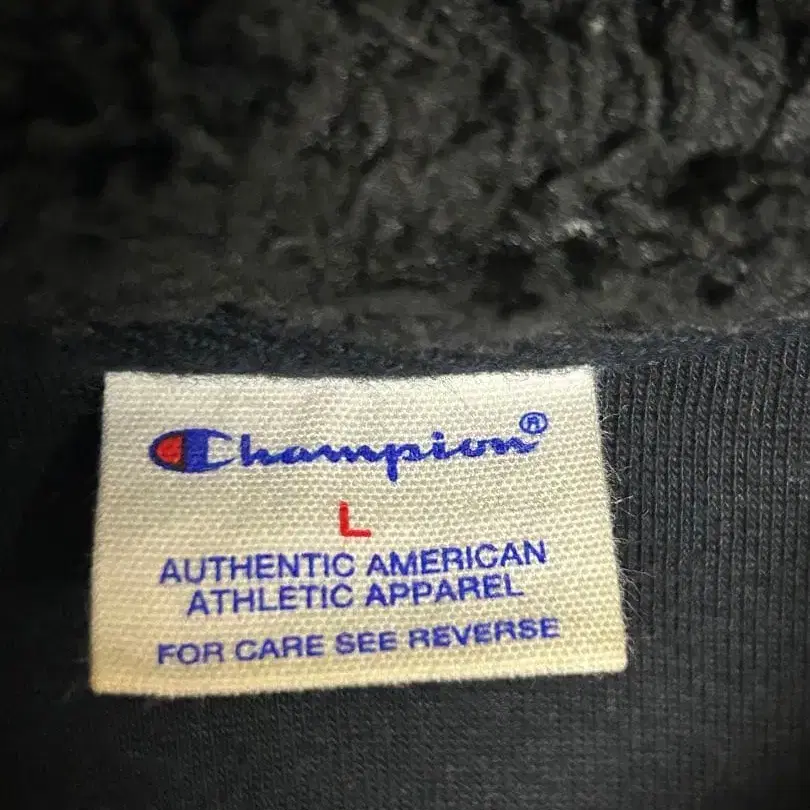 Champion®
L
AUTHENTIC AMERICAN
ATHLETIC APPAREL
FOR CARE SEE REVERSE